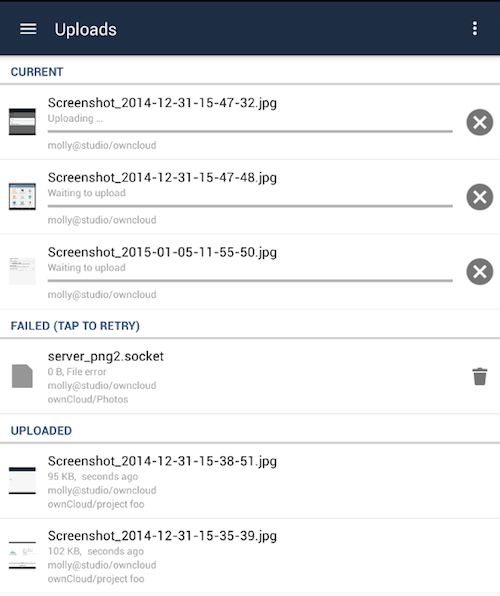 Uploads
CURRENT
Screenshot_2014-12-31-15-47-32.jpg
Uploading ...
molly@studio/owncloud
Screenshot_2014-12-31-15-47-48.jpg
Waiting to upload
molly@studio/owncloud
Screenshot_2015-01-05-11-55-50.jpg
Waiting to upload
molly@studio/owncloud
FAILED (TAP TO RETRY)
server_png2.socket
0 B, File error
molly@studio/owncloud
ownCloud/Photos
UPLOADED
Screenshot_2014-12-31-15-38-51.jpg
95 KB, seconds ago
molly@studio/owncloud
ownCloud/project foo
Screenshot_2014-12-31-15-35-39.jpg
102 KB, seconds ago
molly@studio/owncloud
ownCloud/project foo